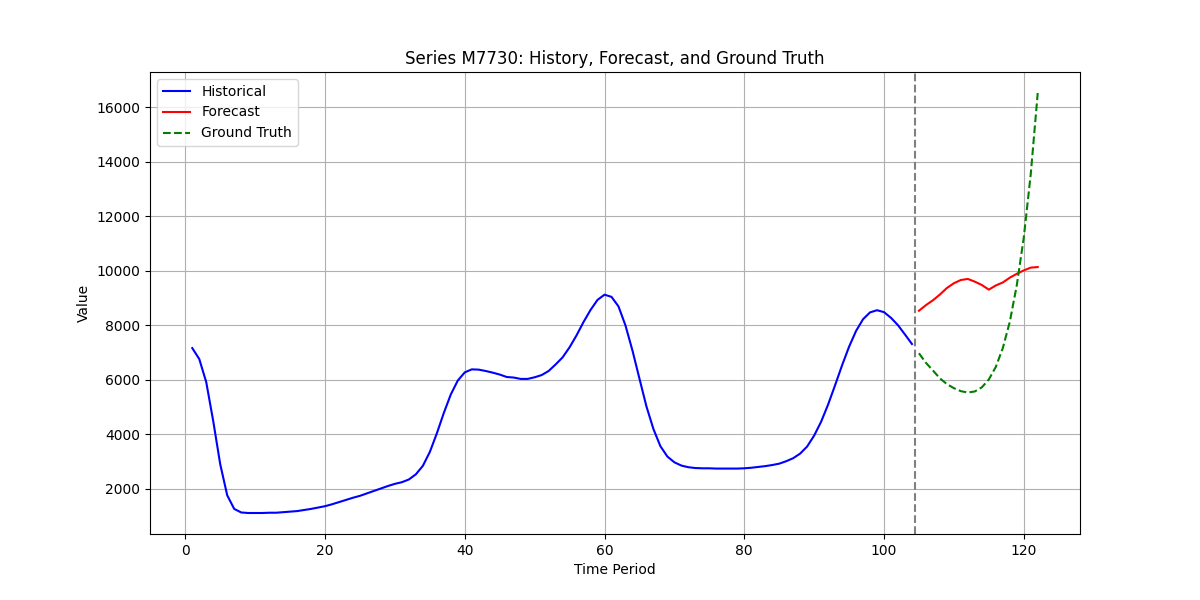 Series M7730: History, Forecast, and Ground Truth
Historical
Forecast
Ground Truth
16000
14000
12000
10000
8000
6000
4000
2000
Value
0
20
40
60
80
100
120
Time Period